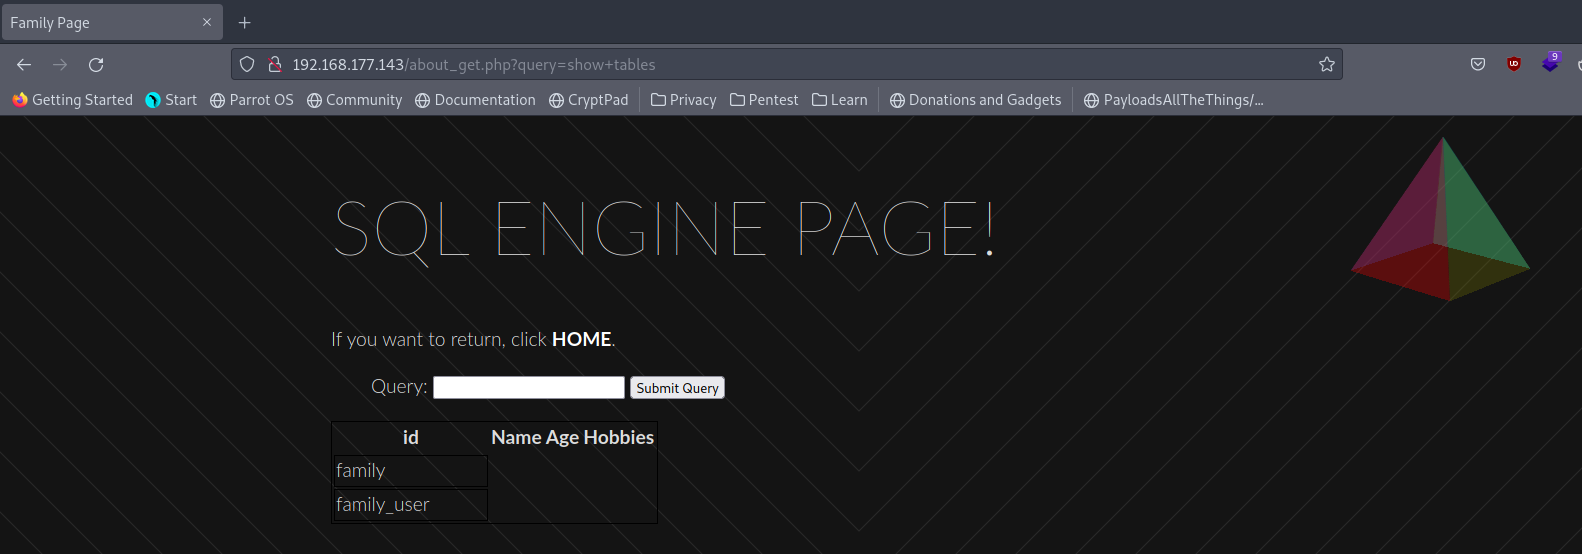 Family Page
192.168.177.143/about_get.php?query=show+tables
9
Getting Started Start Parrot OS Community Documentation CryptPad Privacy Pentest Learn Donations and Gadgets PayloadsAllTheThings/...
SQL ENGINE PAGE!
If you want to return, click HOME.
Query: Submit Query
id Name Age Hobbies
family
family_user